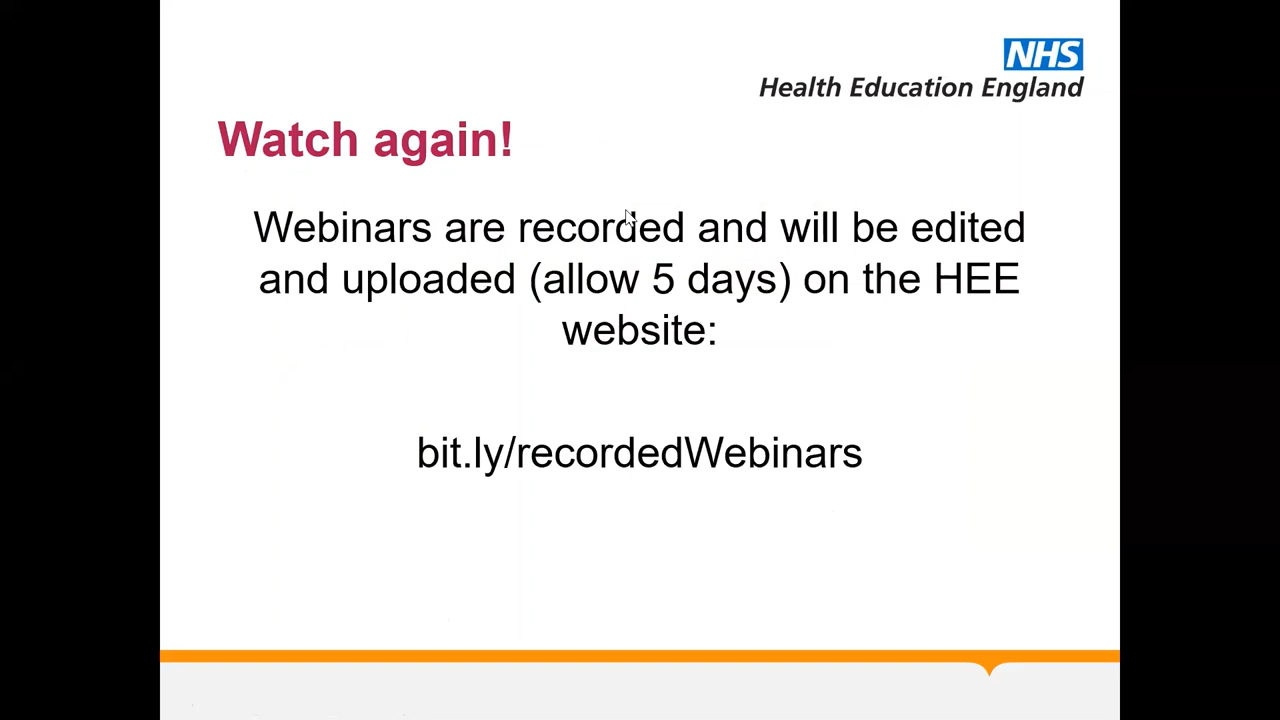 NHS
Health Education England
Watch again!
Webinars are recorded and will be edited
and uploaded (allow 5 days) on the HEE
website:
bit.ly/recordedWebinars